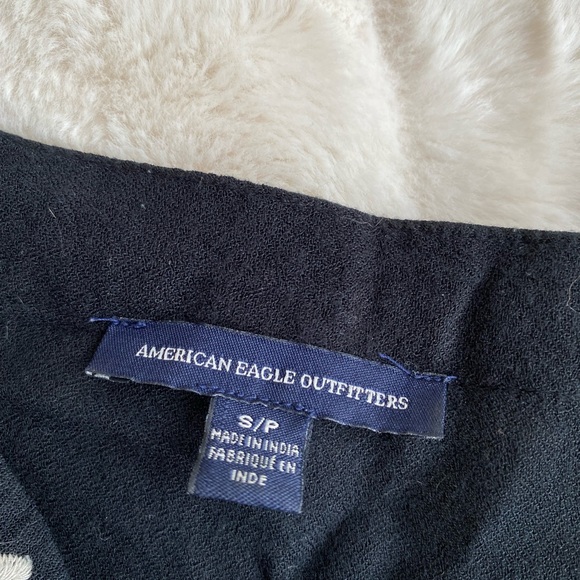 AMERICAN EAGLE OUTFITTERS
S/P
MADE IN INDIA
FABRIQUÉ EN
INDE